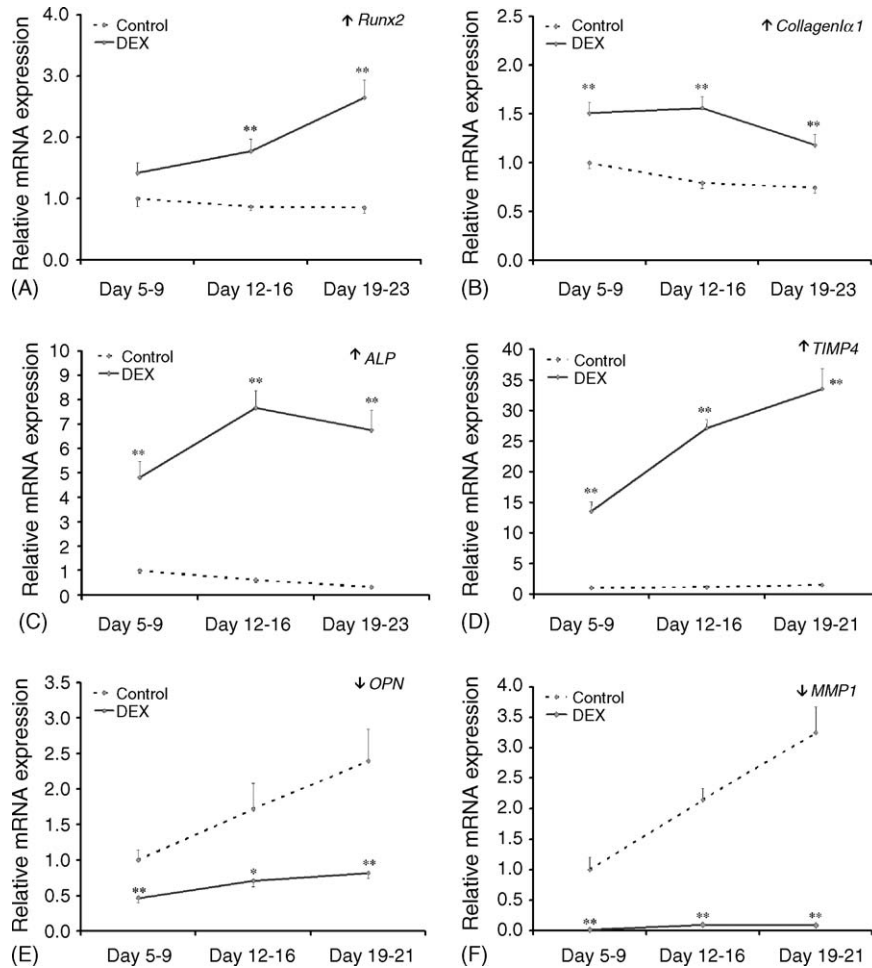 ↑ Runx2
Control
DEX
Relative mRNA expression
4.0
3.0
2.0
1.0
0.0
**
**
(A)
Day 5-9
Day 12-16
Day 19-23
↑ CollagenIα1
Control
DEX
Relative mRNA expression
2.5
2.0
1.5
1.0
0.5
0.0
**
**
**
(B)
Day 5-9
Day 12-16
Day 19-23
↑ ALP
Control
DEX
Relative mRNA expression
10
9
8
7
6
5
4
3
2
1
0
**
**
**
(C)
Day 5-9
Day 12-16
Day 19-23
↑ TIMP4
Control
DEX
Relative mRNA expression
40
35
30
25
20
15
10
5
0
**
**
**
(D)
Day 5-9
Day 12-16
Day 19-21
↓ OPN
Control
DEX
Relative mRNA expression
3.5
3.0
2.5
2.0
1.5
1.0
0.5
0.0
**
*
**
(E)
Day 5-9
Day 12-16
Day 19-21
↓ MMP1
Control
DEX
Relative mRNA expression
4.0
3.5
3.0
2.5
2.0
1.5
1.0
0.5
0.0
**
**
**
(F)
Day 5-9
Day 12-16
Day 19-21